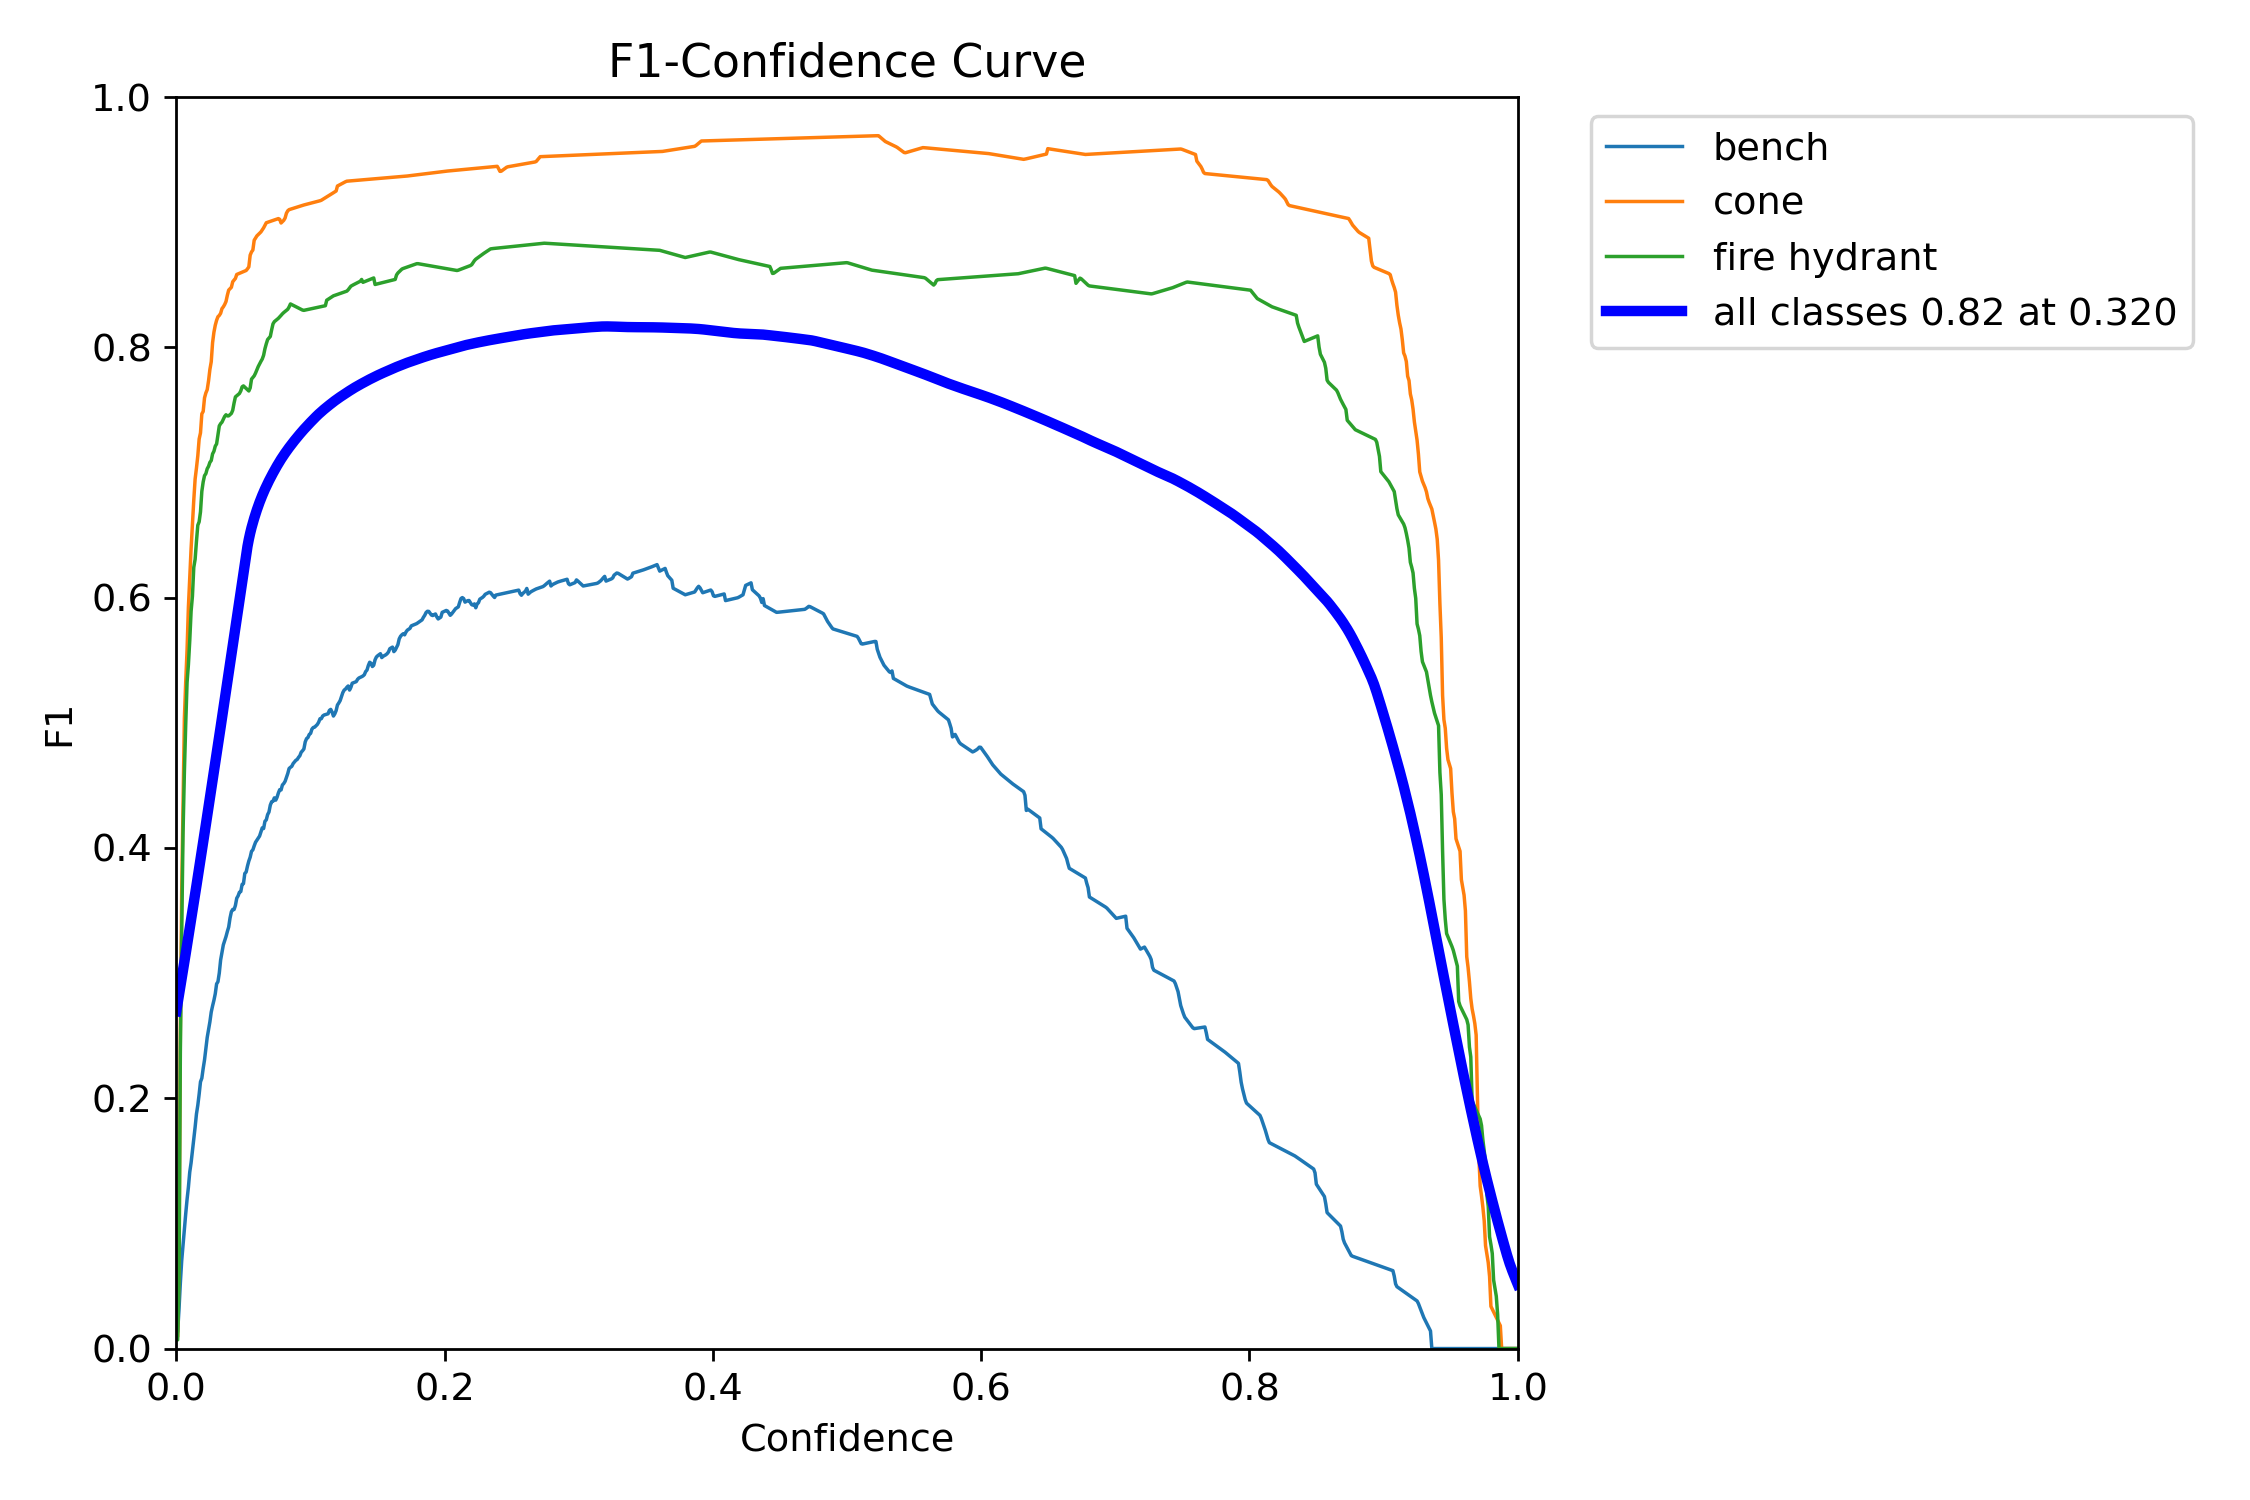 F1-Confidence Curve
1.0
0.8
0.6
0.4
0.2
0.0
F1
0.0 0.2 0.4 0.6 0.8 1.0
Confidence
bench
cone
fire hydrant
all classes 0.82 at 0.320